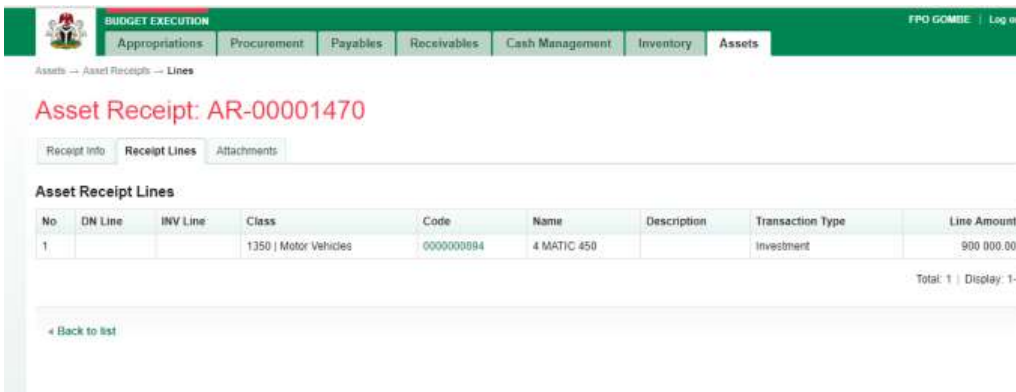 BUDGET EXECUTION
FPO GOMBE | Log o
Appropriations Procurement Payables Receivables Cash Management Inventory Assets
Assets → Asset Receipts → Lines
Asset Receipt: AR-00001470
Receipt Info Receipt Lines Attachments
Asset Receipt Lines
No DN Line INV Line Class Code Name Description Transaction Type Line Amount
1 1350 | Motor Vehicles 0000000894 4 MATIC 450 Investment 900 000.00
Total: 1 | Display: 1-
« Back to list